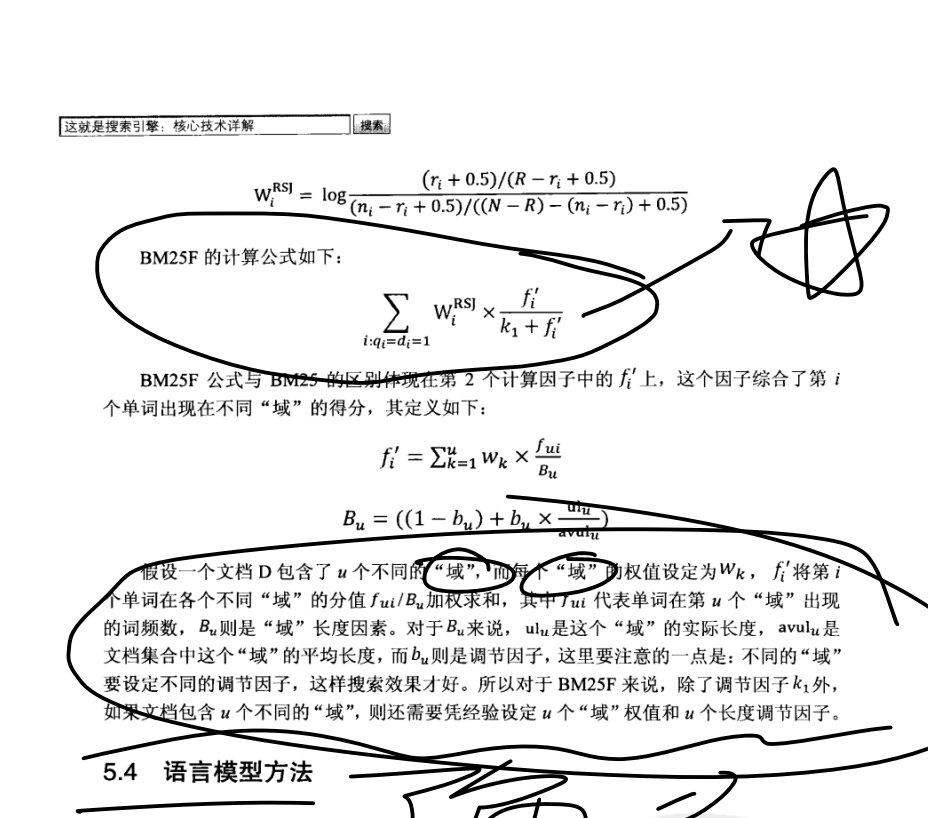 这就是搜索引擎：核心技术详解 搜索
W_i^{RSJ} = log \frac{(r_i + 0.5)/(R − r_i + 0.5)}{(n_i − r_i + 0.5)/((N − R) − (n_i − r_i) + 0.5)}
BM25F 的计算公式如下：
\sum_{i:q_i=d_i=1} W_i^{RSJ} × \frac{f_i'}{k_1 + f_i'}
BM25F 公式与 BM25 的区别体现在第 2 个计算因子中的 f_i' 上，这个因子综合了第 i
个单词出现在不同“域”的得分，其定义如下：
f_i' = \sum_{k=1}^{u} w_k × \frac{f_{ui}}{B_u}
B_u = ((1 − b_u) + b_u × \frac{ul_u}{avul_u})
假设一个文档 D 包含了 u 个不同的“域”，而每个“域”的权值设定为 W_k，f_i' 将第 i
个单词在各个不同“域”的分值 f_{ui}/B_u 加权求和，其中 f_{ui} 代表单词在第 u 个“域”出现
的词频数，B_u 则是“域”长度因素。对于 B_u 来说，ul_u 是这个“域”的实际长度，avul_u 是
文档集合中这个“域”的平均长度，而 b_u 则是调节因子，这里要注意的一点是：不同的“域”
要设定不同的调节因子，这样搜索效果才好。所以对于 BM25F 来说，除了调节因子 k_1 外，
如果文档包含 u 个不同的“域”，则还需要凭经验设定 u 个“域”权值和 u 个长度调节因子。
5.4 语言模型方法